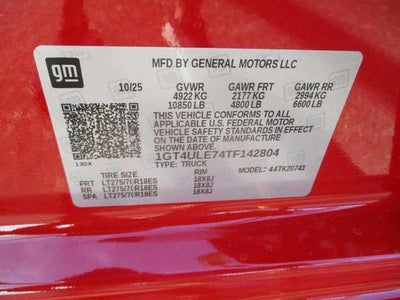 gm
MFD BY GENERAL MOTORS LLC
10/25 GVWR GAWR FRT GAWR RR
4922 KG 2177 KG 2994 KG
10850 LB 4800 LB 6600 LB
THIS VEHICLE CONFORMS TO ALL
APPLICABLE U.S. FEDERAL MOTOR
VEHICLE SAFETY STANDARDS IN EFFECT ON THE
DATE OF MANUFACTURE SHOWN ABOVE.
1GT4ULE74TF142804
TYPE: TRUCK MODEL: 44TK20743
130X
TIRE SIZE RIM
FRT LT275/70R18ES 18X8J
RR LT275/70R18ES 18X8J
SPA LT275/70R18ES 18X8J